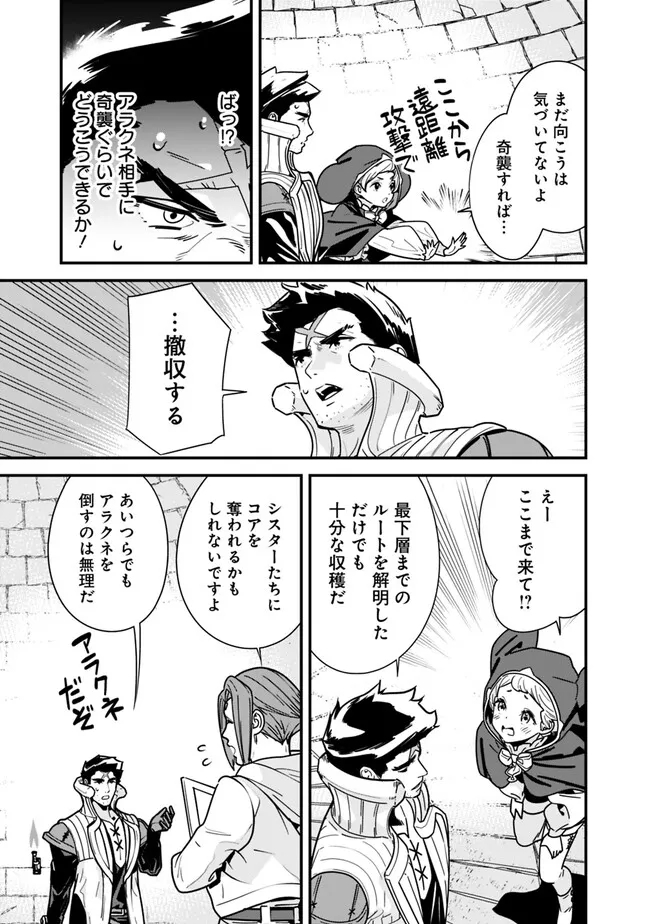 まだ向こうは
気づいてないよ
奇襲すれば…
ここから
遠距離
攻撃で
ばっ!?
アラクネ相手に
奇襲ぐらいで
どうこうできるか!
…撤収する
えー
ここまで来て!?
最下層までの
ルートを解明した
だけでも
十分な収穫だ
シスターたちに
コアを
奪われるかも
しれないですよ
あいつらでも
アラクネを
倒すのは無理だ
アラクネ
だぞ